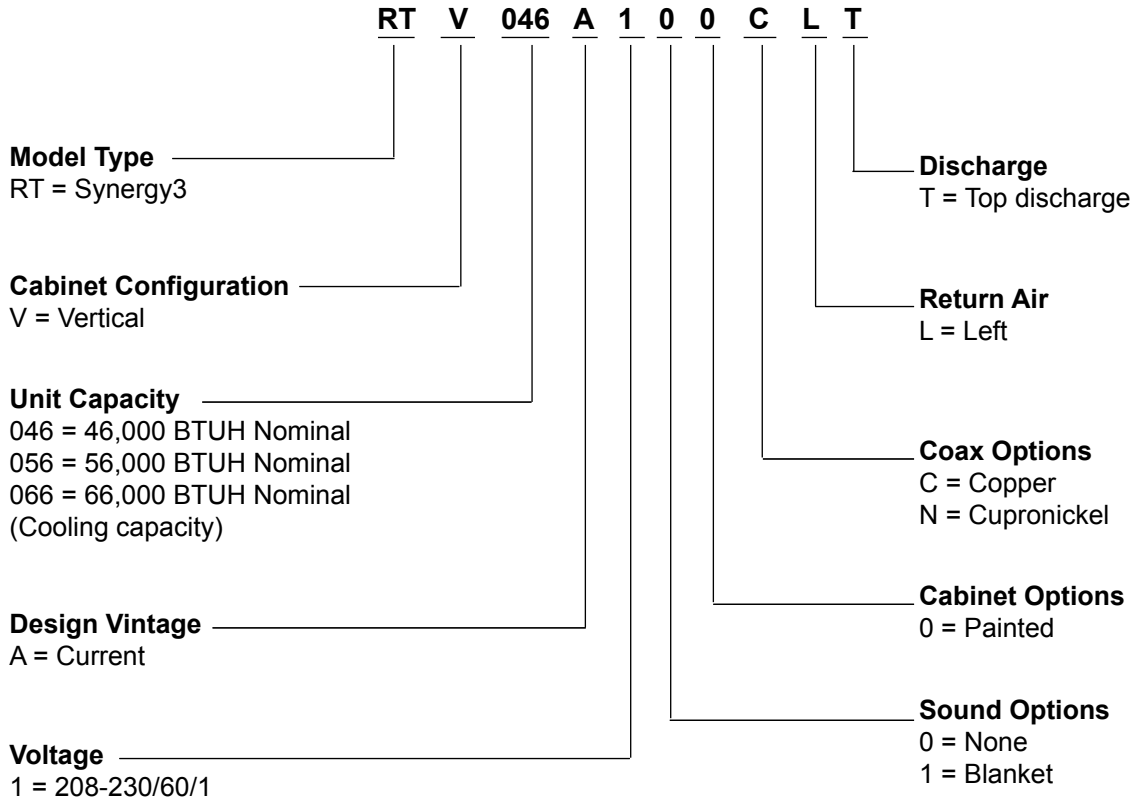 RT V 046 A 1 0 0 C L T
Model Type
RT = Synergy3
Cabinet Configuration
V = Vertical
Unit Capacity
046 = 46,000 BTUH Nominal
056 = 56,000 BTUH Nominal
066 = 66,000 BTUH Nominal
(Cooling capacity)
Design Vintage
A = Current
Voltage
1 = 208-230/60/1
Discharge
T = Top discharge
Return Air
L = Left
Coax Options
C = Copper
N = Cupronickel
Cabinet Options
0 = Painted
Sound Options
0 = None
1 = Blanket